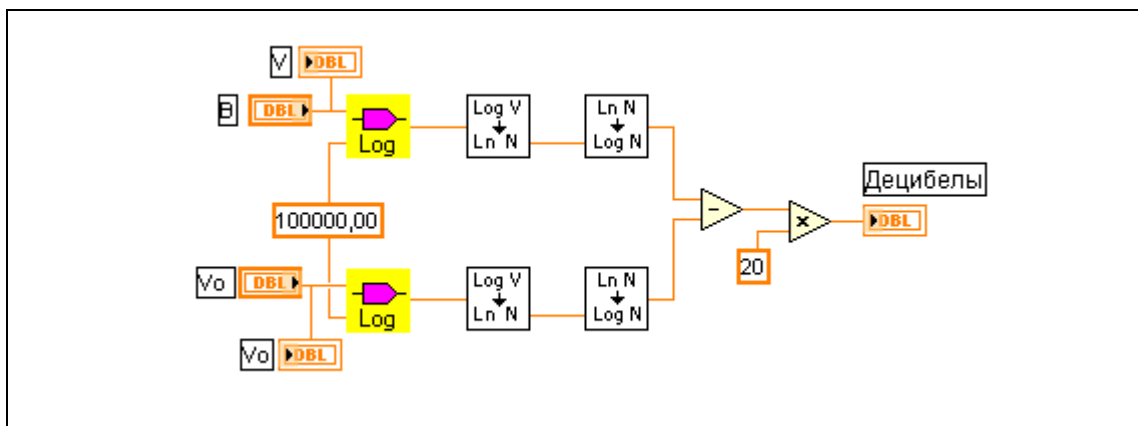 V
DBL
В
DBL
Log
Log V
Ln N
Ln N
Log N
100000,00
Децибелы
DBL
20
Vo
DBL
Log
Log V
Ln N
Ln N
Log N
Vo
DBL